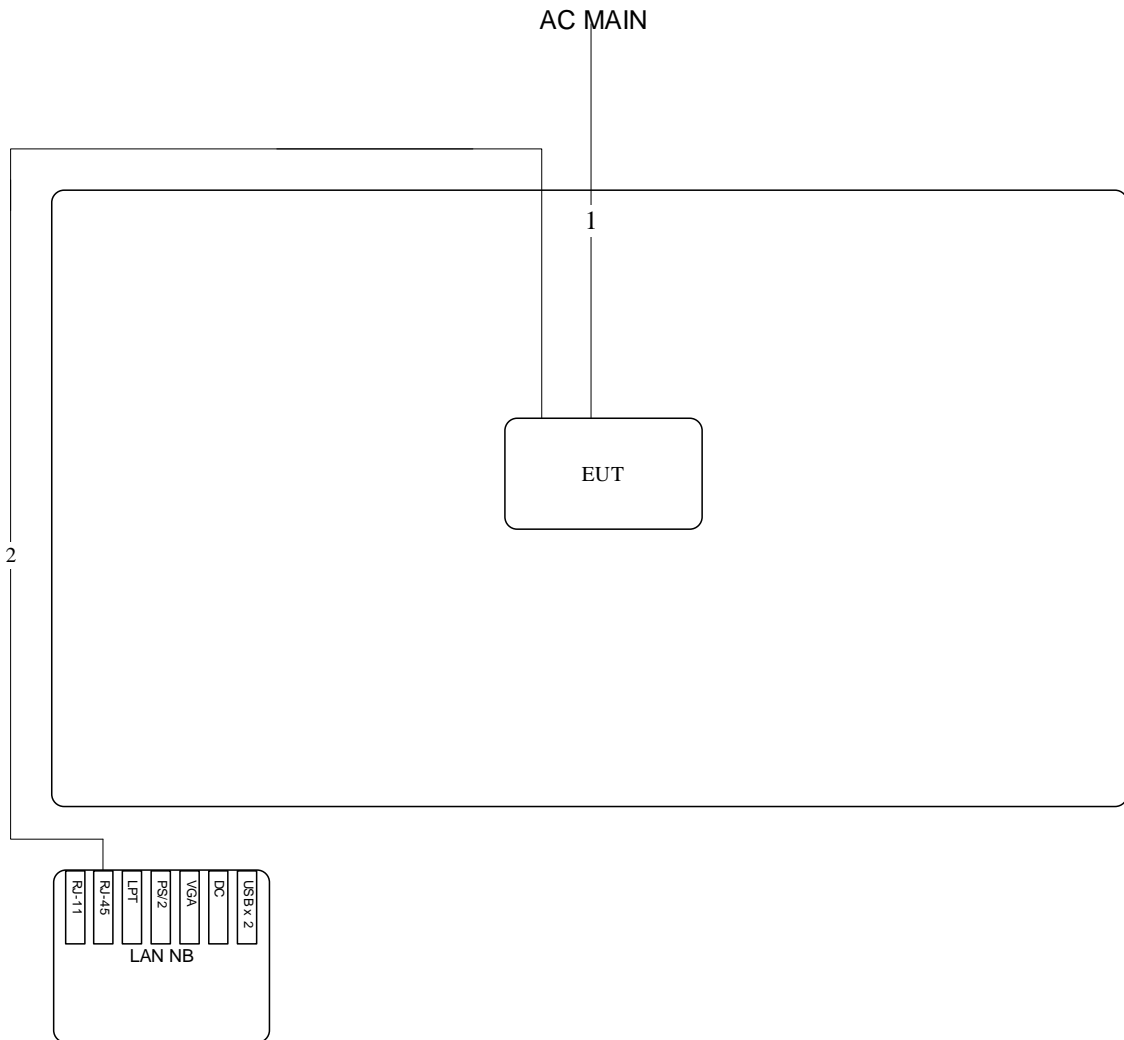 AC MAIN
1
EUT
2
RJ-11
RJ-45
LPT
PS/2
VGA
DC
USB x 2
LAN NB